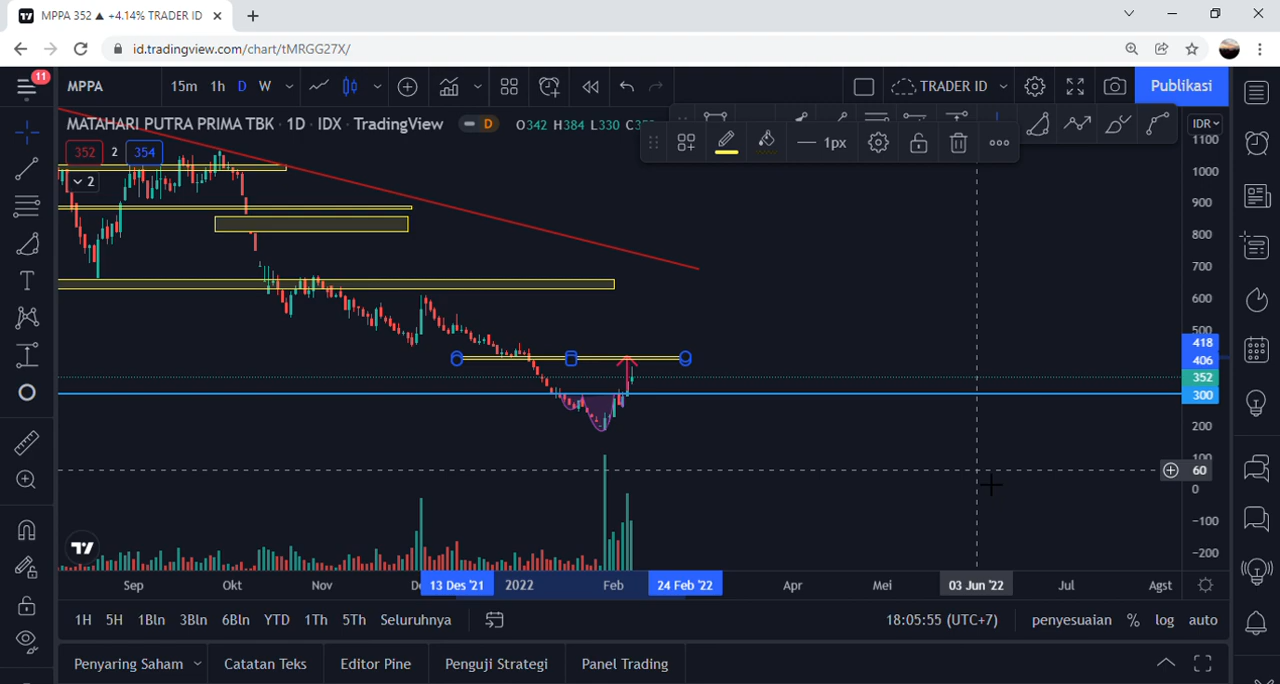 MPPA 352 ▲ +4.14% TRADER ID
id.tradingview.com/chart/tMRGG27X/
11
MPPA
15m 1h D W
TRADER ID
Publikasi
MATAHARI PUTRA PRIMA TBK · 1D · IDX · TradingView
D
O342 H384 L330
IDR
352 2 354
1px
2
1100
1000
900
800
700
600
500
418
406
352
300
200
100
60
0
−100
−200
Sep Okt Nov 13 Des '21 2022 Feb 24 Feb '22 Apr Mei 03 Jun '22 Jul Agst
1H 5H 1Bln 3Bln 6Bln YTD 1Th 5Th Seluruhnya
18:05:55 (UTC+7) penyesuaian % log auto
Penyaring Saham Catatan Teks Editor Pine Penguji Strategi Panel Trading